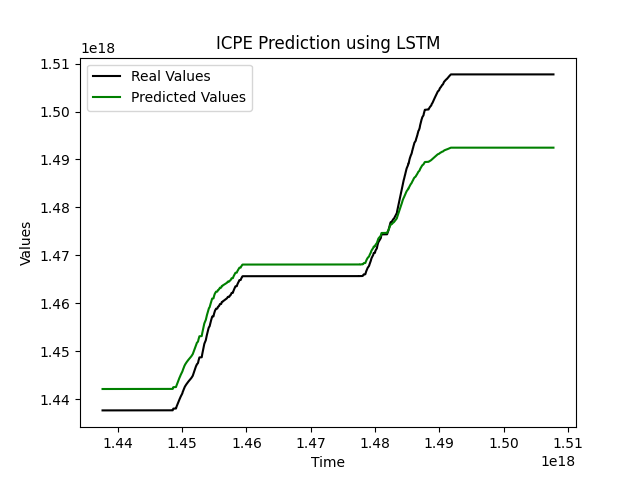 ICPE Prediction using LSTM
1e18
Real Values
Predicted Values
1.51
1.50
1.49
1.48
1.47
1.46
1.45
1.44
Values
1.44 1.45 1.46 1.47 1.48 1.49 1.50 1.51
1e18
Time